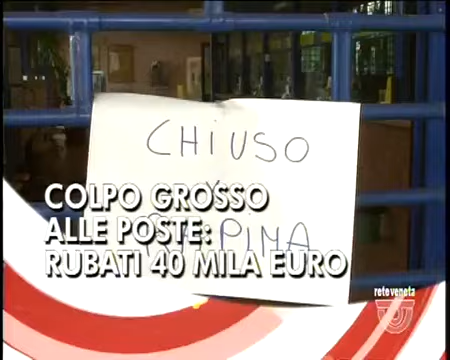 CHIUSO
COLPO GROSSO
ALLE POSTE:
RUBATI 40 MILA EURO
reteveneta